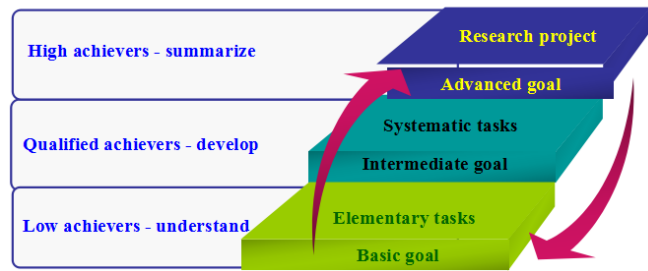 High achievers - summarize
Research project
Advanced goal
Qualified achievers - develop
Systematic tasks
Intermediate goal
Low achievers - understand
Elementary tasks
Basic goal